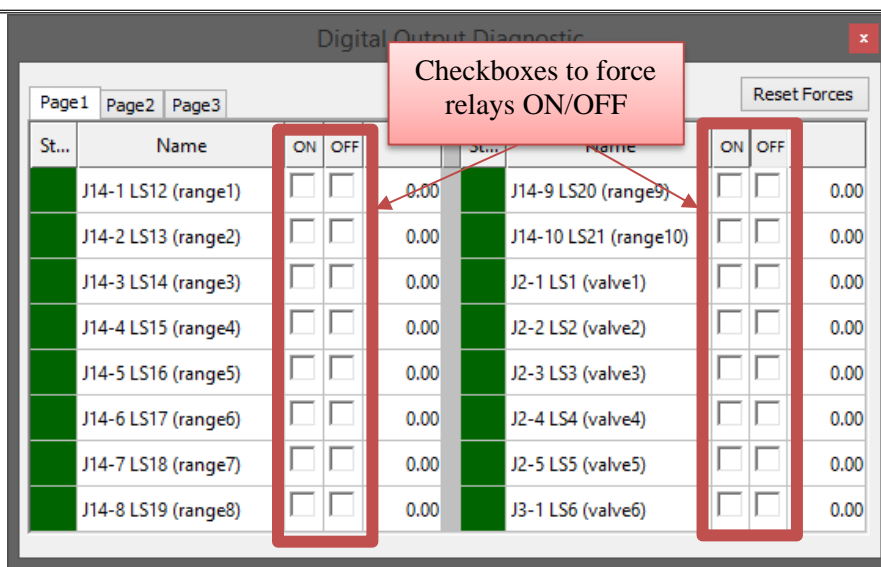 Digital Output Diagnostic
Checkboxes to force
relays ON/OFF
Page1 Page2 Page3
Reset Forces
St... Name ON OFF St... Name ON OFF
J14-1 LS12 (range1) 0.00 J14-9 LS20 (range9) 0.00
J14-2 LS13 (range2) 0.00 J14-10 LS21 (range10) 0.00
J14-3 LS14 (range3) 0.00 J2-1 LS1 (valve1) 0.00
J14-4 LS15 (range4) 0.00 J2-2 LS2 (valve2) 0.00
J14-5 LS16 (range5) 0.00 J2-3 LS3 (valve3) 0.00
J14-6 LS17 (range6) 0.00 J2-4 LS4 (valve4) 0.00
J14-7 LS18 (range7) 0.00 J2-5 LS5 (valve5) 0.00
J14-8 LS19 (range8) 0.00 J3-1 LS6 (valve6) 0.00